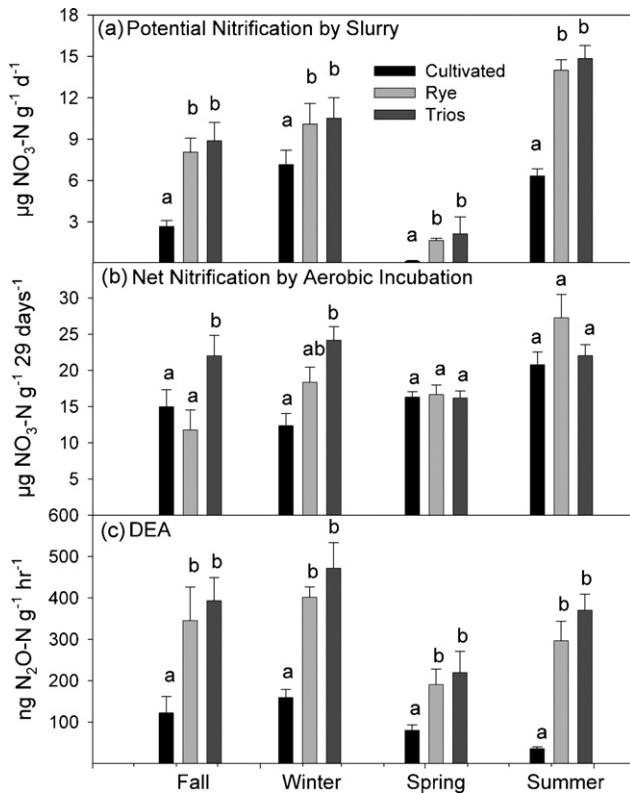 (a) Potential Nitrification by Slurry
18
15
12
9
6
3
µg NO₃-N g⁻¹ d⁻¹
Cultivated
Rye
Trios
a b b
a b b
a b b
a b b
(b) Net Nitrification by Aerobic Incubation
30
25
20
15
10
5
µg NO₃-N g⁻¹ 29 days⁻¹
a a b
a ab b
a a a
a a a
(c) DEA
600
500
400
300
200
100
ng N₂O-N g⁻¹ hr⁻¹
a b b
a b b
a b b
a b b
Fall Winter Spring Summer